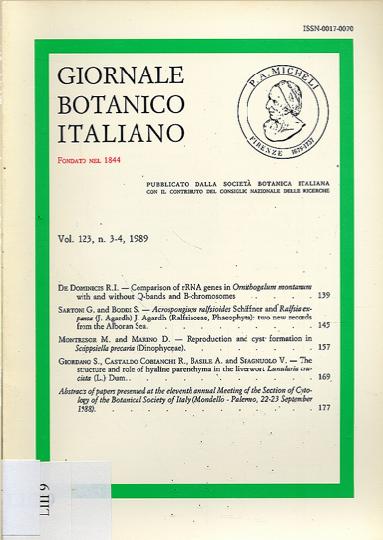 ISSN-0017-0070
GIORNALE
BOTANICO
ITALIANO
FONDATO NEL 1844
P. A. MICHELI
FIRENZE 1679-1737
PUBBLICATO DALLA SOCIETÀ BOTANICA ITALIANA
CON IL CONTRIBUTO DEL CONSIGLIO NAZIONALE DELLE RICERCHE
Vol. 123, n. 3-4, 1989
DE DOMINICIS R.I. — Comparison of rRNA genes in Ornithogalum montanum
with and without Q-bands and B-chromosomes 139
SARTONI G. and BODDI S. — Acrospongium ralfsioides Schiffner and Ralfsia ex-
pansa (J. Agardh) J. Agardh (Ralfsiaceae, Phaeophyta): two new records
from the Alboran Sea. 145
MONTRESOR M. and MARINO D. — Reproduction and cyst formation in
Scrippsiella precaria (Dinophyceae). 157
GIORDANO S., CASTALDO COBIANCHI R., BASILE A. and SPAGNUOLO V. — The
structure and role of hyaline parenchyma in the liverwort Lunularia cru-
ciata (L.) Dum. 169
Abstracs of papers presented at the eleventh annual Meeting of the Section of Cyto-
logy of the Botanical Society of Italy (Mondello - Palermo, 22-23 September
1988). 177
LIII 9